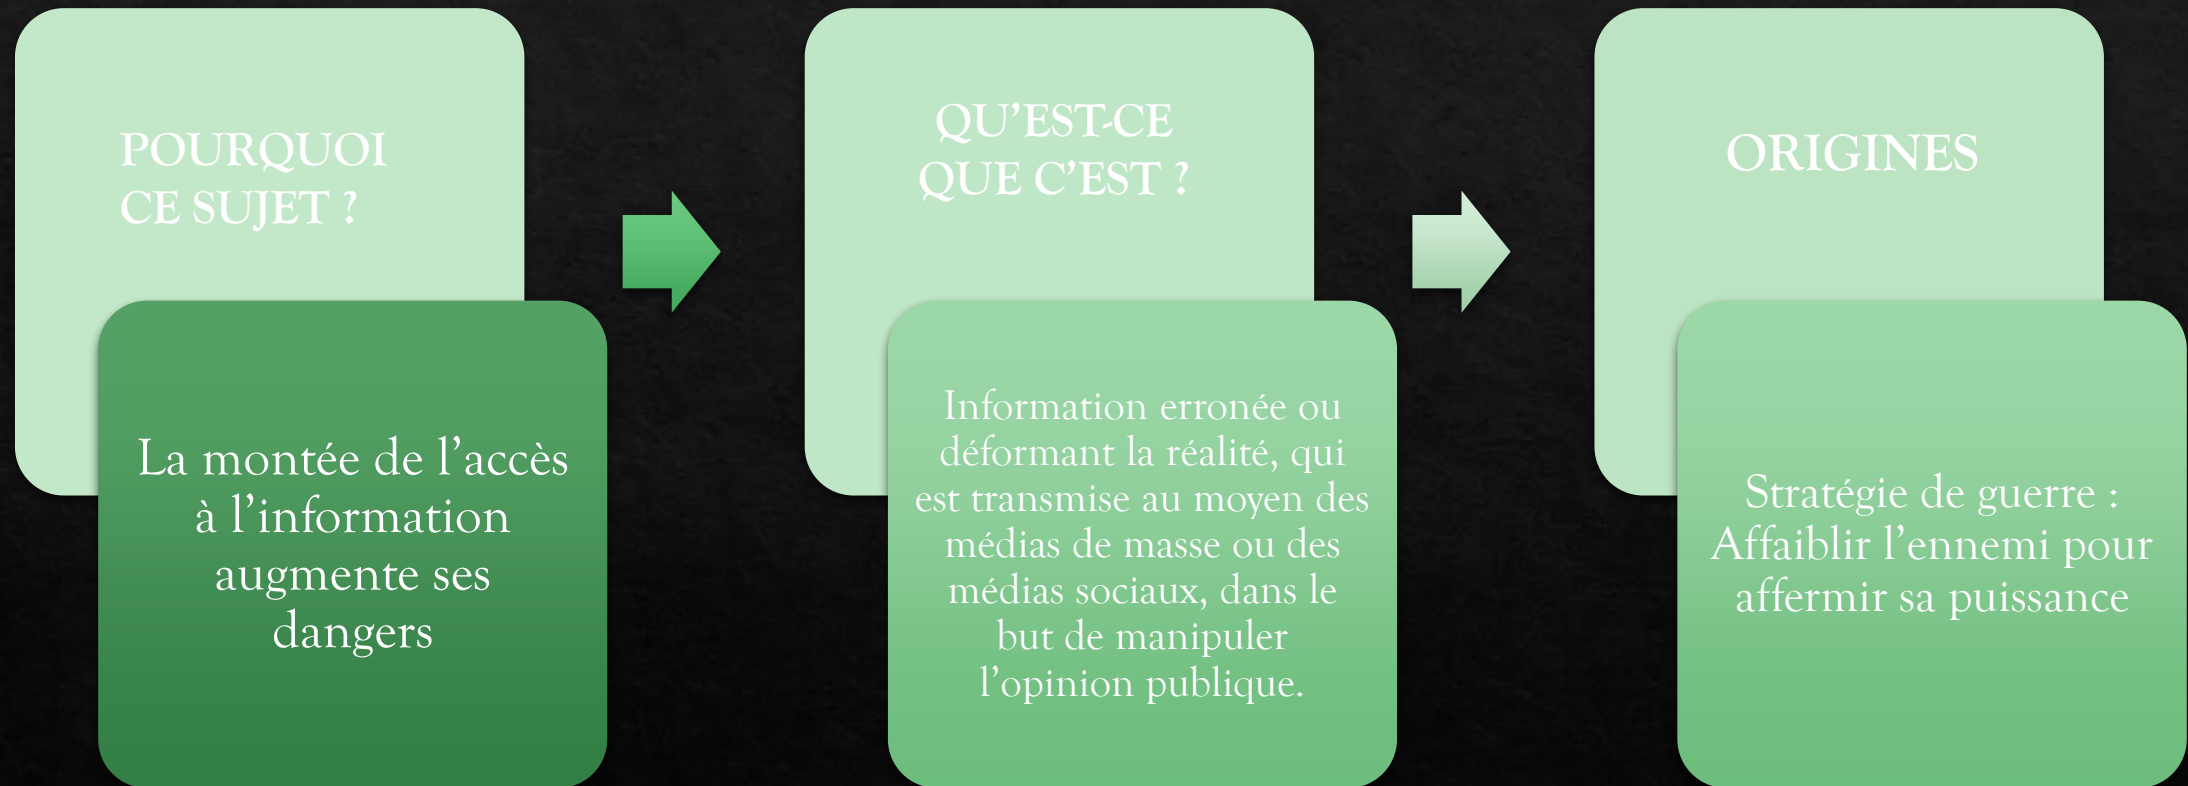 POURQUOI
CE SUJET ?
La montée de l’accès
à l’information
augmente ses
dangers
QU’EST-CE
QUE C’EST ?
Information erronée ou
déformant la réalité, qui
est transmise au moyen des
médias de masse ou des
médias sociaux, dans le
but de manipuler
l’opinion publique.
ORIGINES
Stratégie de guerre :
Affaiblir l’ennemi pour
affermir sa puissance